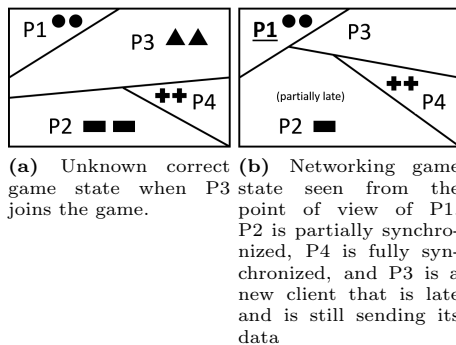 P1
P3
P4
P2
(a) Unknown correct
game state when P3
joins the game.
P1
P3
P4
(partially late)
P2
(b) Networking game
state seen from the
point of view of P1.
P2 is partially synchro-
nized, P4 is fully syn-
chronized, and P3 is a
new client that is late
and is still sending its
data